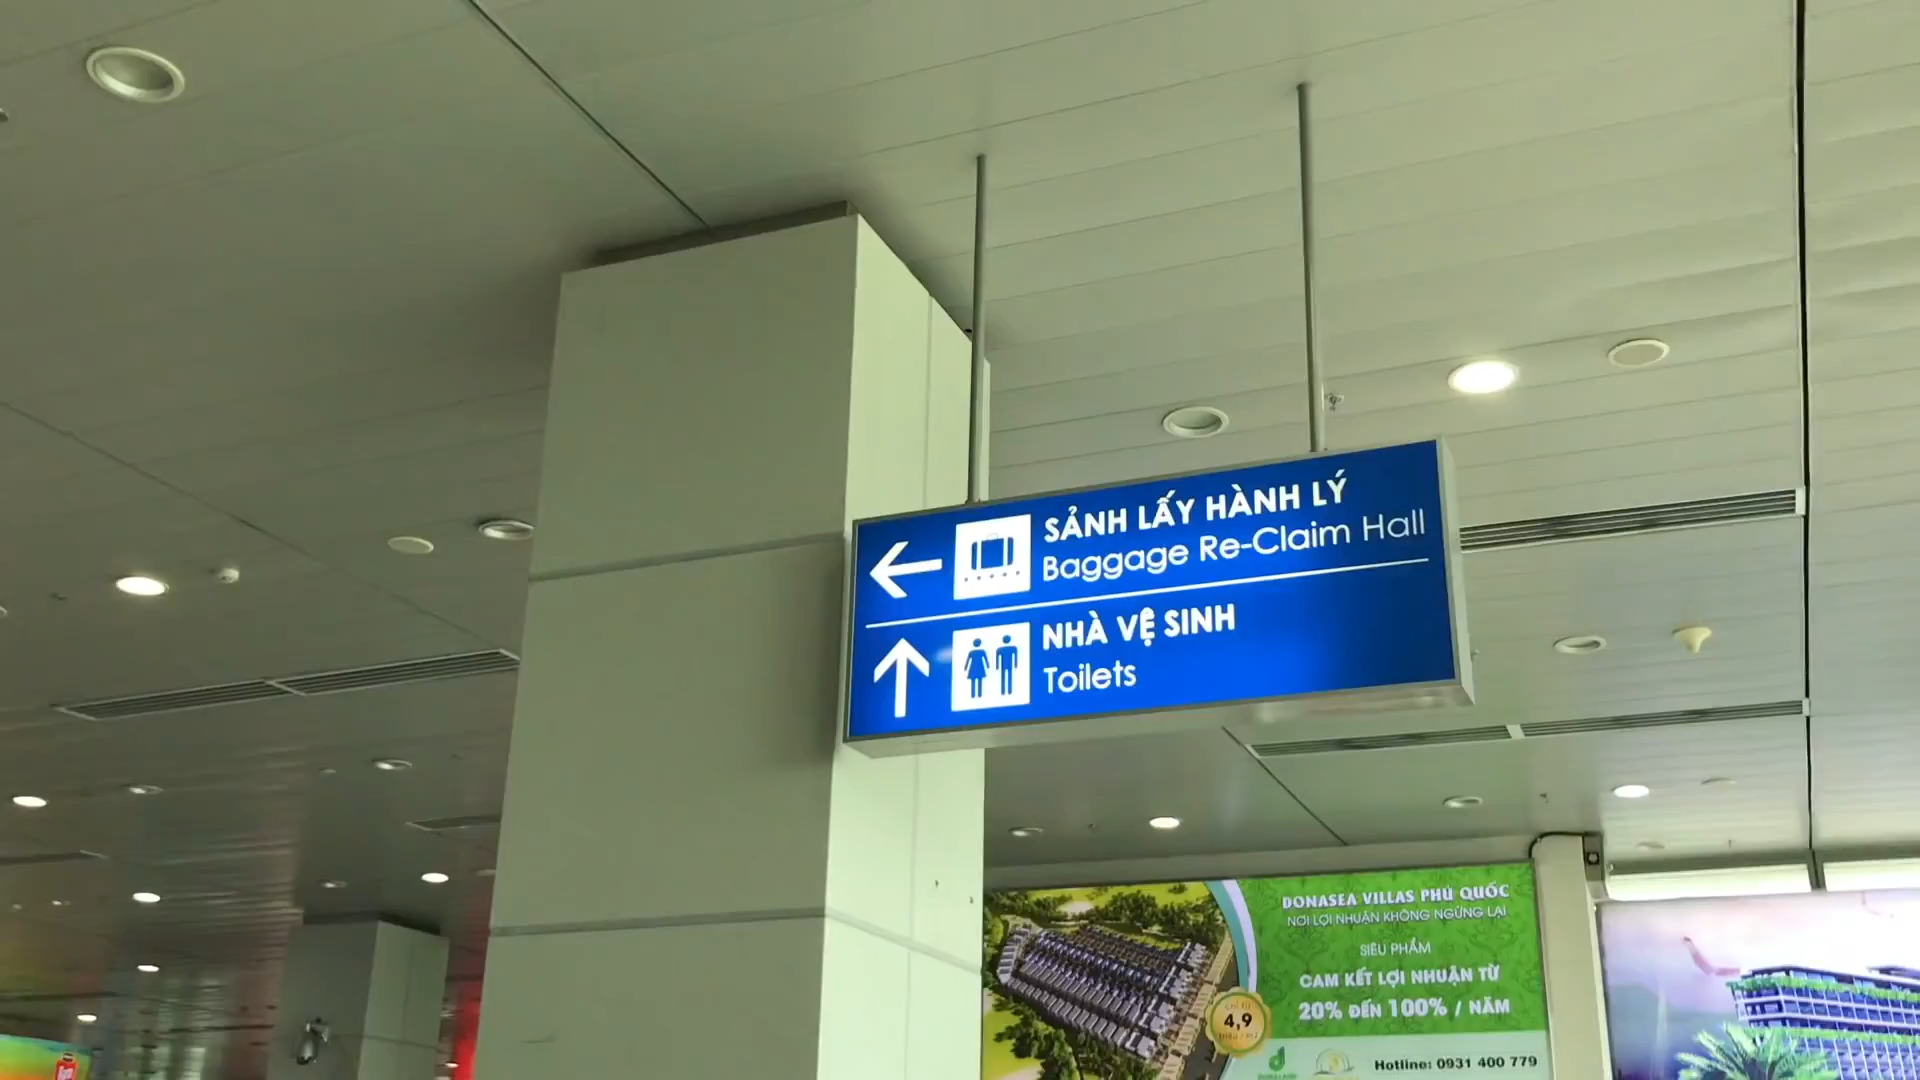 SẢNH LẤY HÀNH LÝ
Baggage Re-Claim Hall
NHÀ VỆ SINH
Toilets
DONASEA VILLAS PHÚ QUỐC
NƠI LỢI NHUẬN KHÔNG NGỪNG LẠI
SIÊU PHẨM
CAM KẾT LỢI NHUẬN TỪ
20% ĐẾN 100% / NĂM
CHỈ TỪ
4,9
Hotline: 0931 400 779